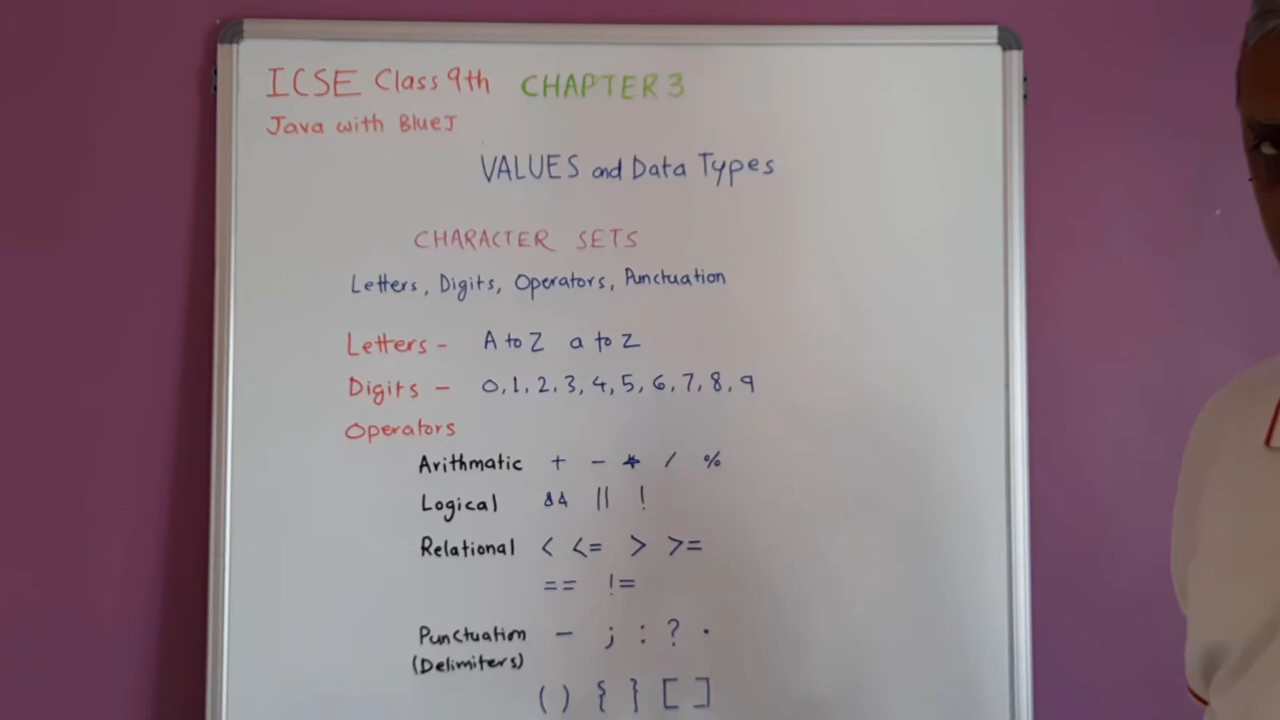 ICSE Class 9th CHAPTER 3
Java with BlueJ
VALUES and Data Types
CHARACTER SETS
Letters, Digits, Operators, Punctuation
Letters - A to Z a to Z
Digits - 0, 1, 2, 3, 4, 5, 6, 7, 8, 9
Operators
Arithmatic + - * / %
Logical && || !
Relational < <= > >=
== !=
Punctuation - ; : ? .
(Delimiters)
( ) { } [ ]